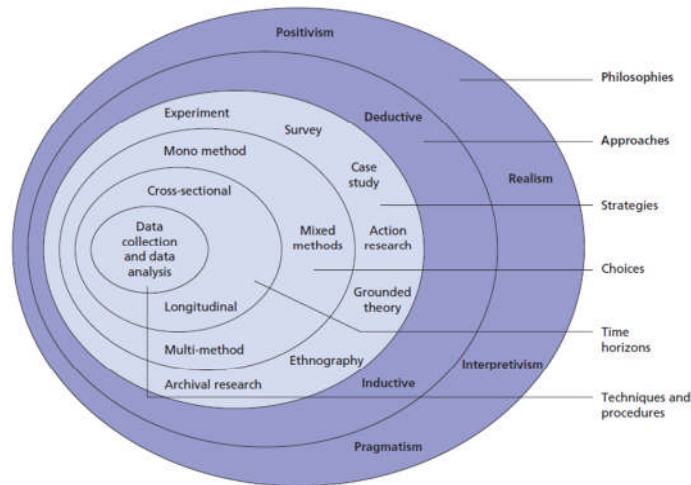 Positivism
Philosophies
Experiment
Deductive
Survey
Approaches
Mono method
Case
study
Realism
Cross-sectional
Strategies
Data
collection
and data
analysis
Mixed
methods
Action
research
Choices
Grounded
theory
Longitudinal
Time
horizons
Multi-method
Ethnography
Interpretivism
Archival research
Inductive
Techniques and
procedures
Pragmatism